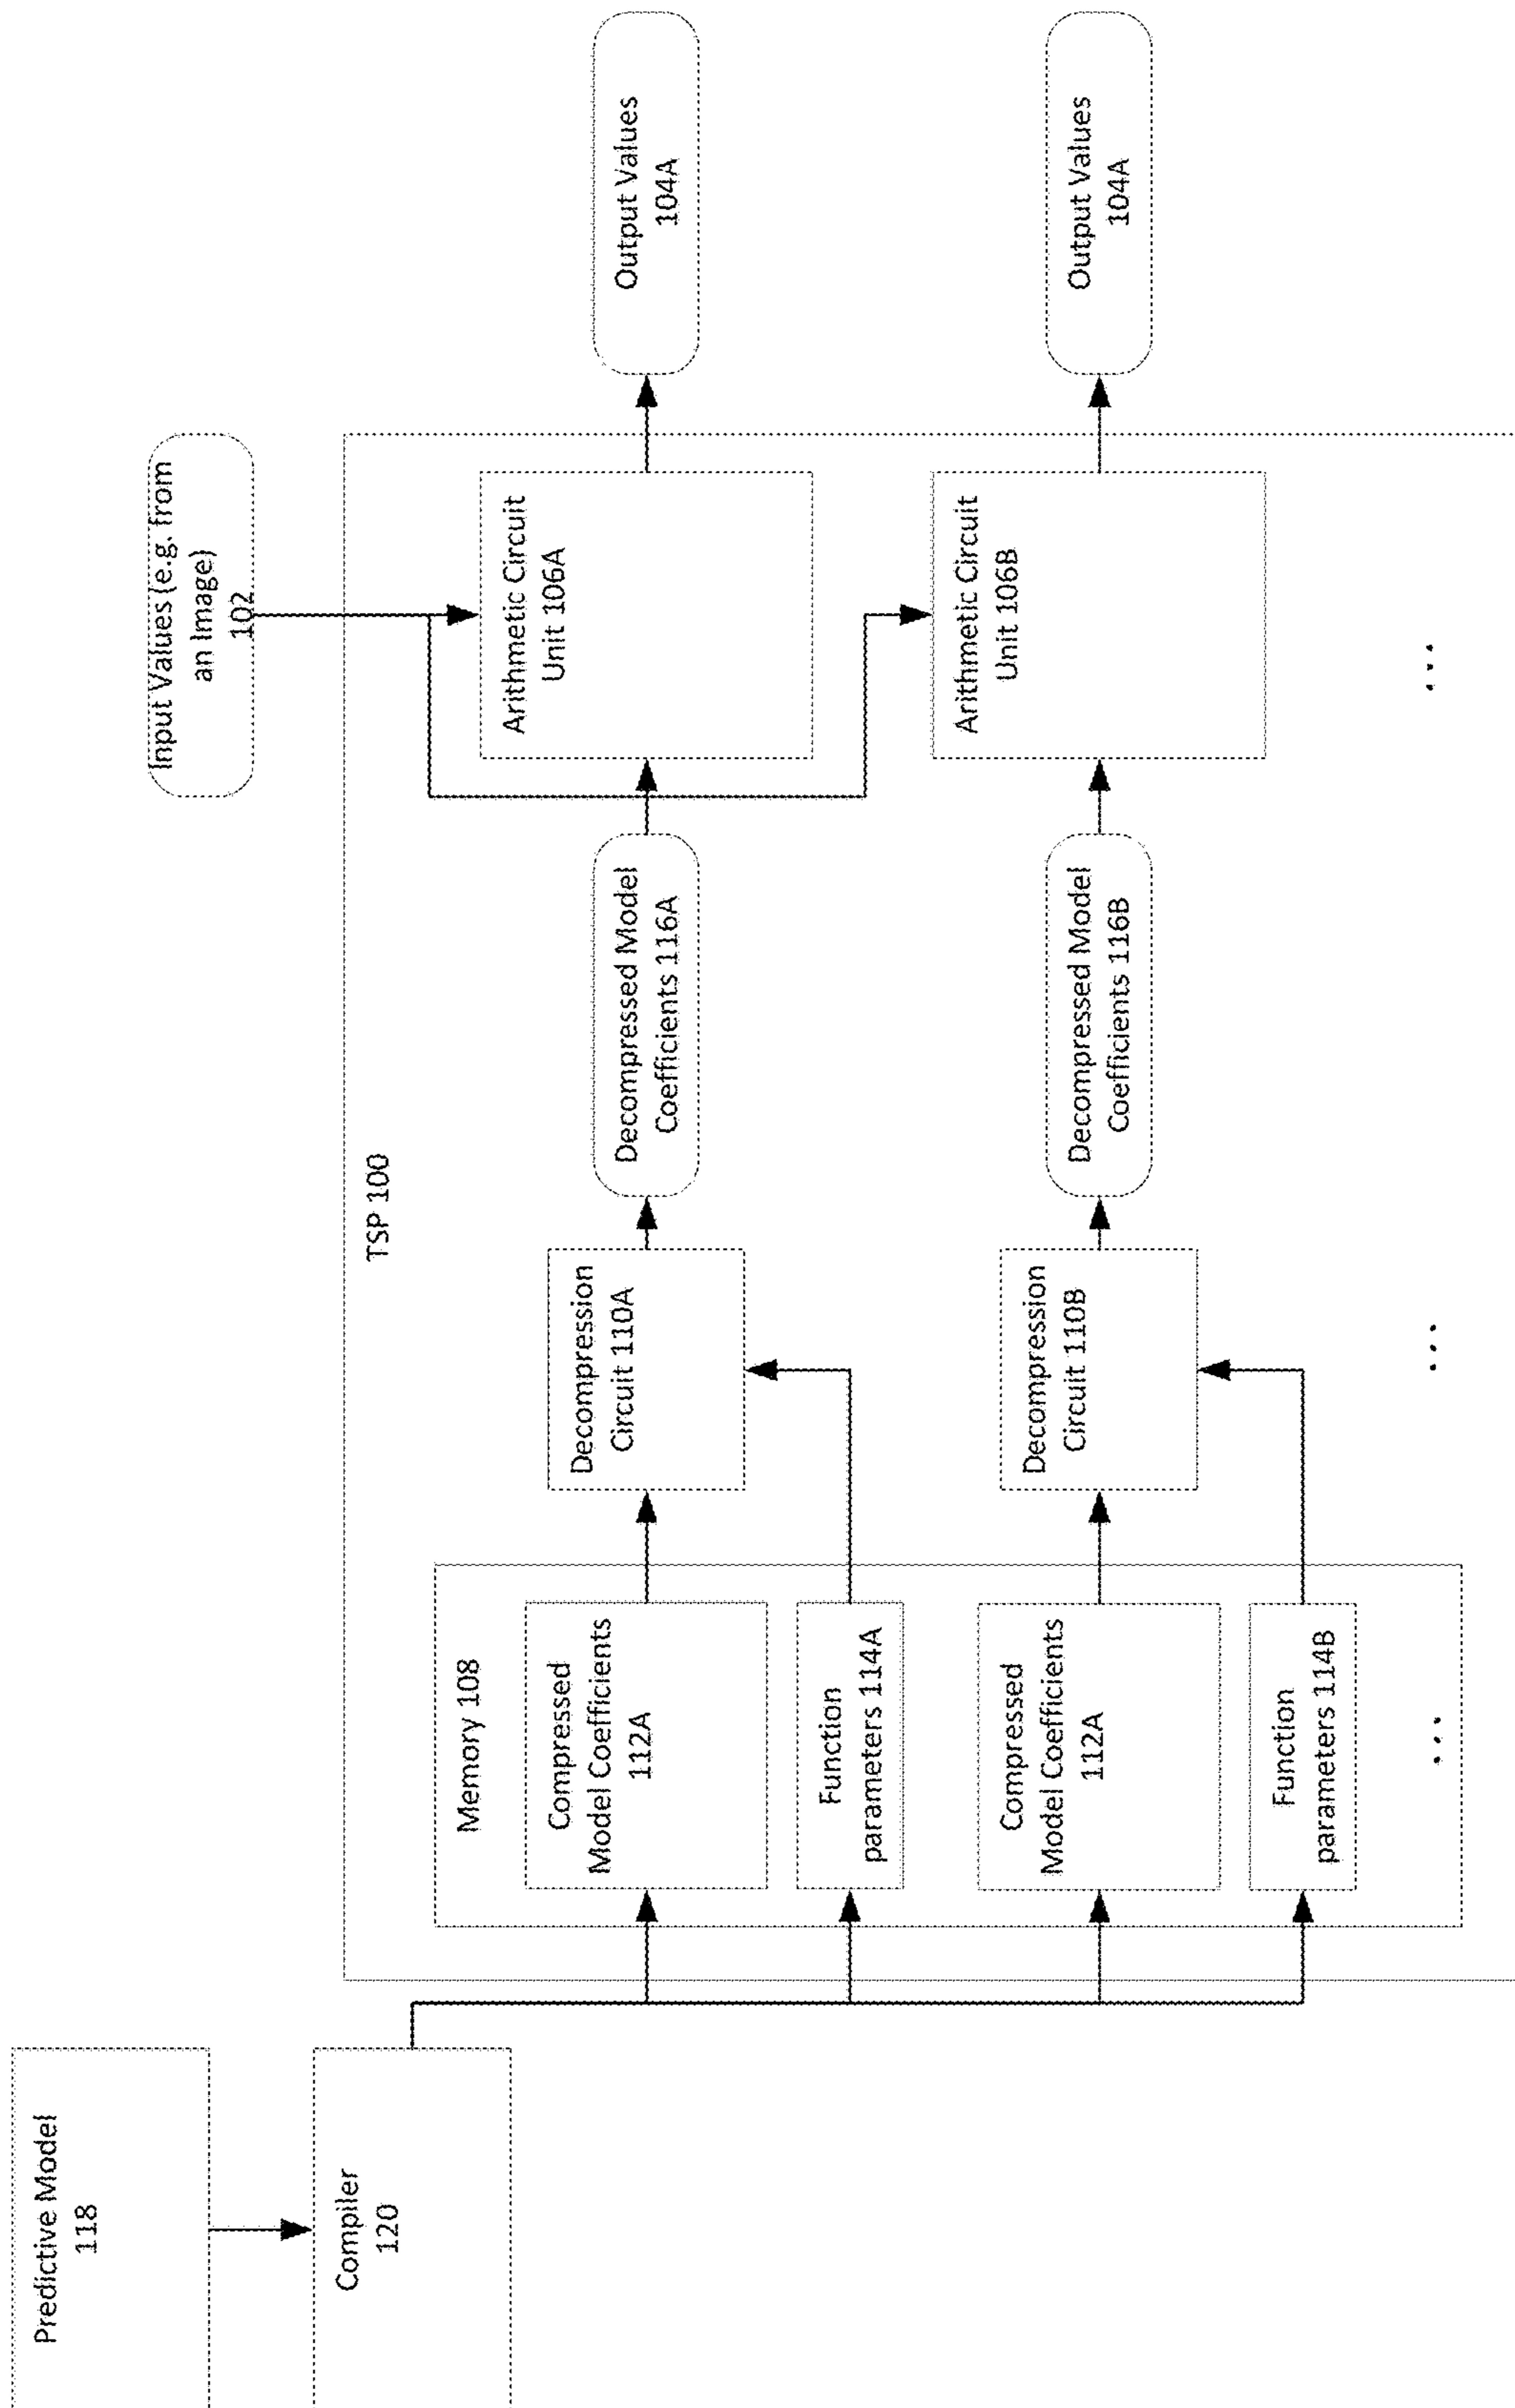 Predictive Model
118
Compiler
120
Input Values (e.g. from
an Image)
102
TSP 100
Memory 108
Compressed
Model Coefficients
112A
Function
parameters 114A
Decompression
Circuit 110A
Decompressed Model
Coefficients 116A
Arithmetic Circuit
Unit 106A
Output Values
104A
Compressed
Model Coefficients
112A
Function
parameters 114B
Decompression
Circuit 110B
Decompressed Model
Coefficients 116B
Arithmetic Circuit
Unit 106B
Output Values
104A
...
...
...